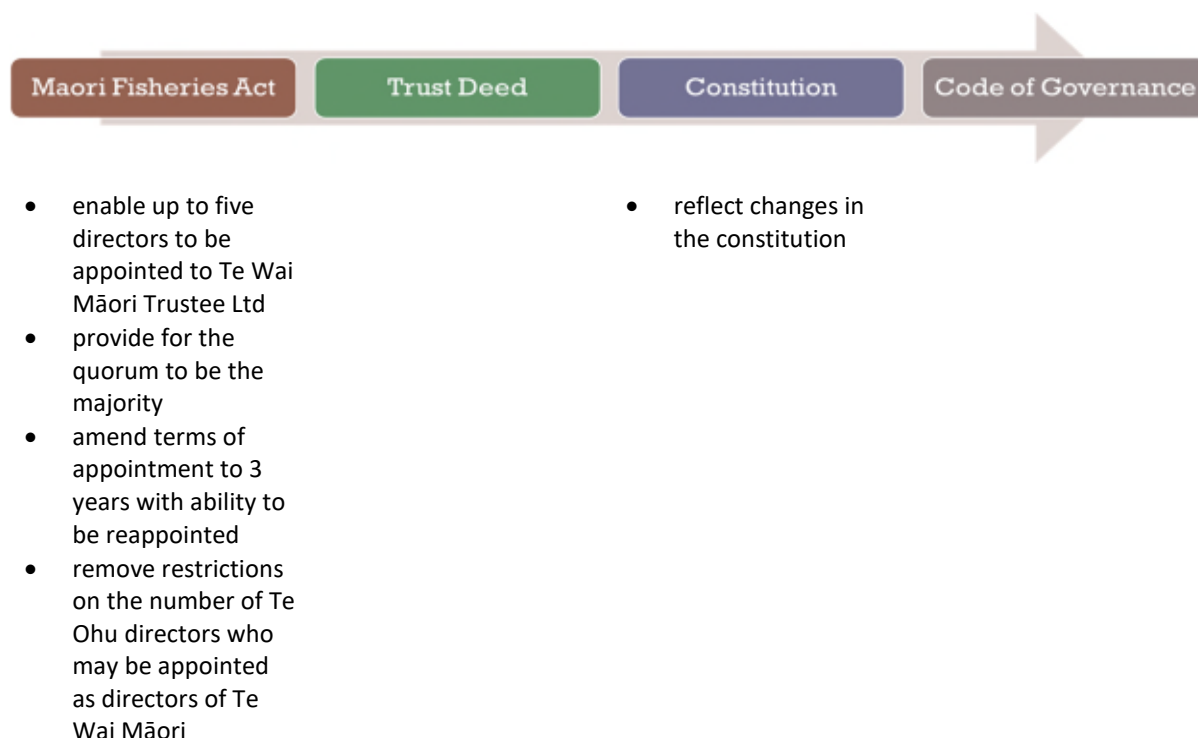 Maori Fisheries Act
Trust Deed
Constitution
Code of Governance
• enable up to five
directors to be
appointed to Te Wai
Māori Trustee Ltd
• provide for the
quorum to be the
majority
• amend terms of
appointment to 3
years with ability to
be reappointed
• remove restrictions
on the number of Te
Ohu directors who
may be appointed
as directors of Te
Wai Māori
• reflect changes in
the constitution